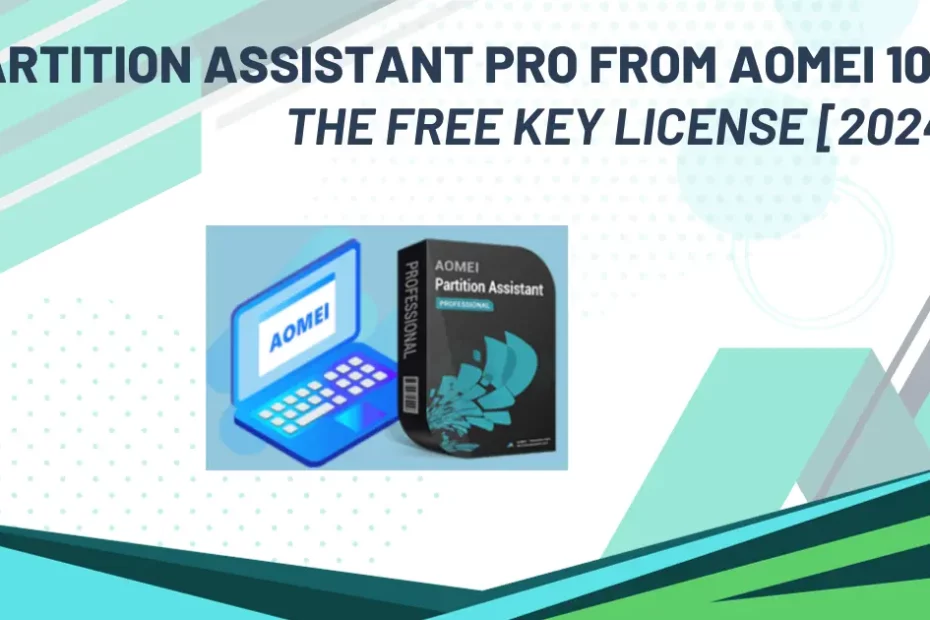 ARTITION ASSISTANT PRO FROM AOMEI 10
THE FREE KEY LICENSE [2024
AOMEI
PROFESSIONAL
AOMEI
Partition Assistant
PROFESSIONAL